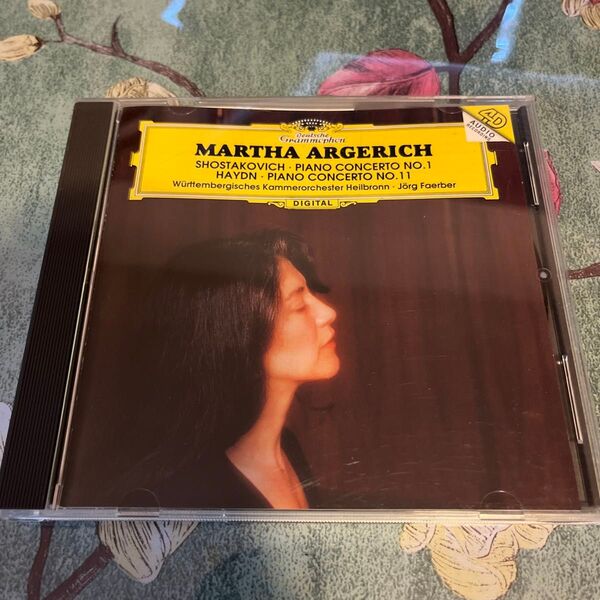 Deutsche
Grammophon
MARTHA ARGERICH
SHOSTAKOVICH · PIANO CONCERTO NO.1
HAYDN · PIANO CONCERTO NO.11
Württembergisches Kammerorchester Heilbronn · Jörg Faerber
DIGITAL
4D
AUDIO
RECORDING